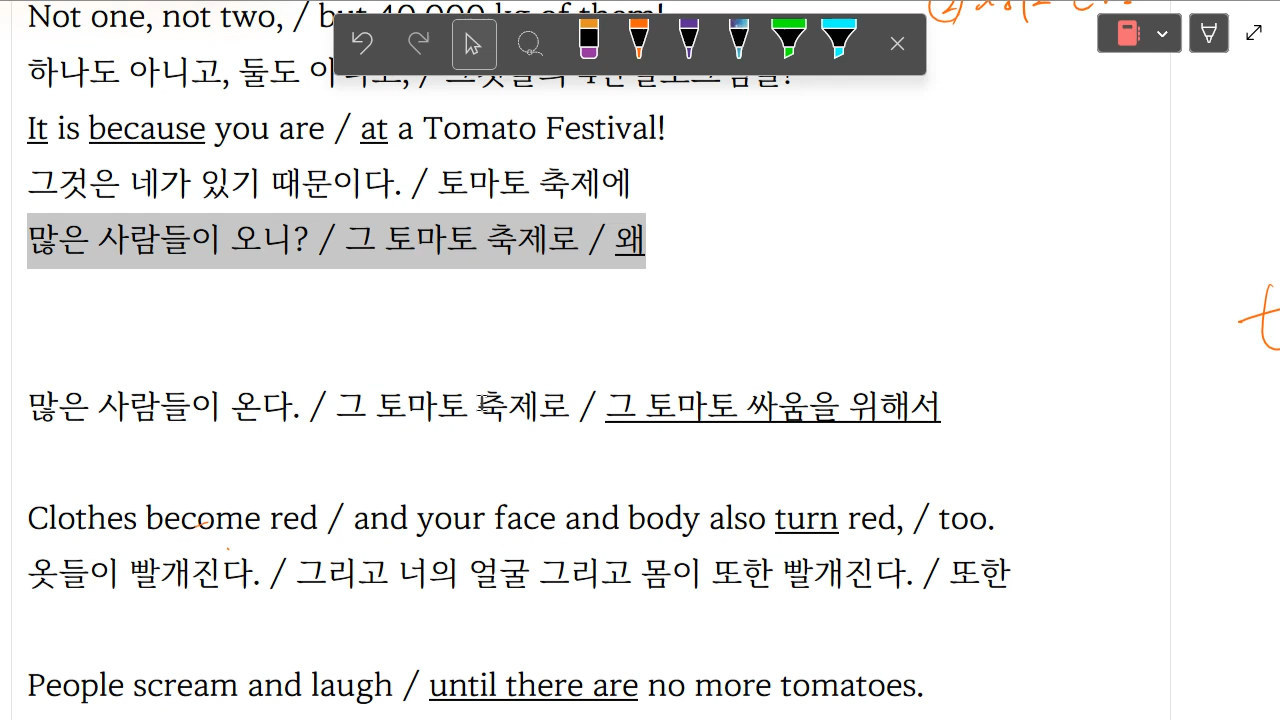 Not one, not two, / but 40,000 kg of them!
하나도 아니고, 둘도
It is because you are / at a Tomato Festival!
그것은 네가 있기 때문이다. / 토마토 축제에
많은 사람들이 오니? / 그 토마토 축제로 / 왜
많은 사람들이 온다. / 그 토마토 축제로 / 그 토마토 싸움을 위해서
Clothes become red / and your face and body also turn red, / too.
옷들이 빨개진다. / 그리고 너의 얼굴 그리고 몸이 또한 빨개진다. / 또한
People scream and laugh / until there are no more tomatoes.